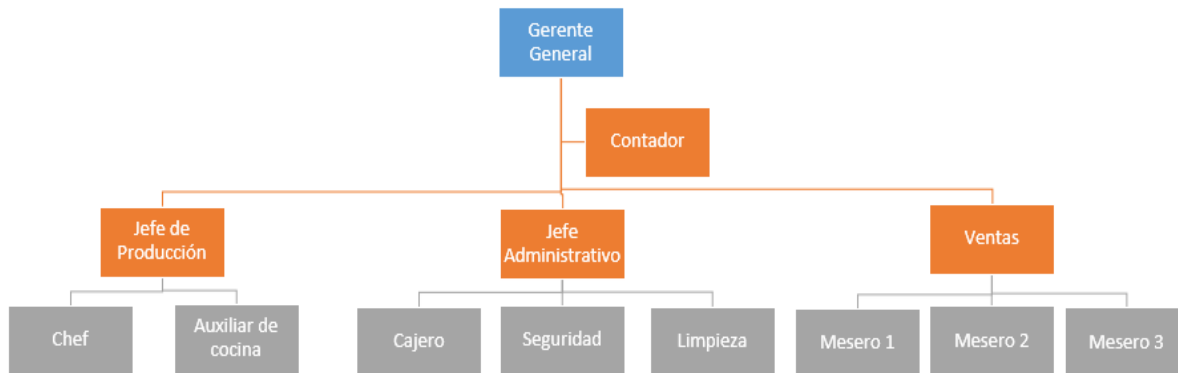 Gerente
General
Contador
Jefe de
Producción
Jefe
Administrativo
Ventas
Chef
Auxiliar de
cocina
Cajero
Seguridad
Limpieza
Mesero 1
Mesero 2
Mesero 3